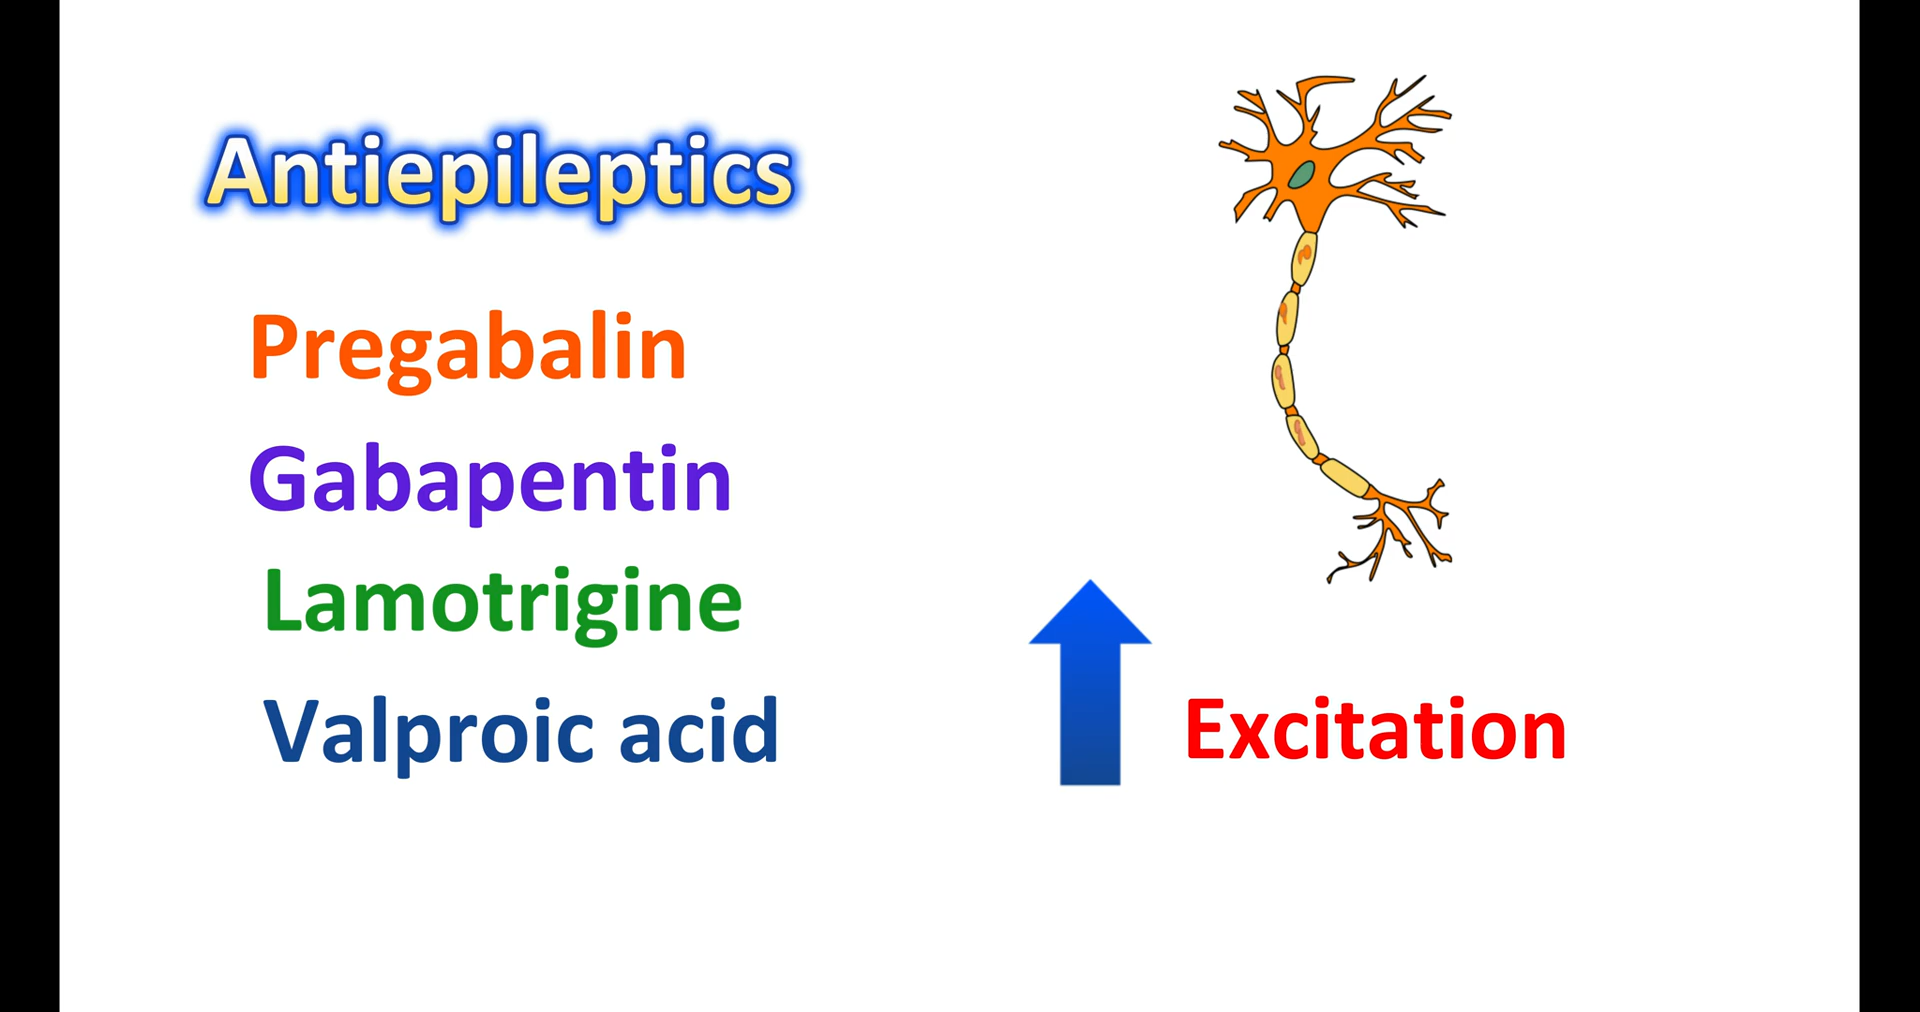 Antiepileptics
Pregabalin
Gabapentin
Lamotrigine
Valproic acid
Excitation